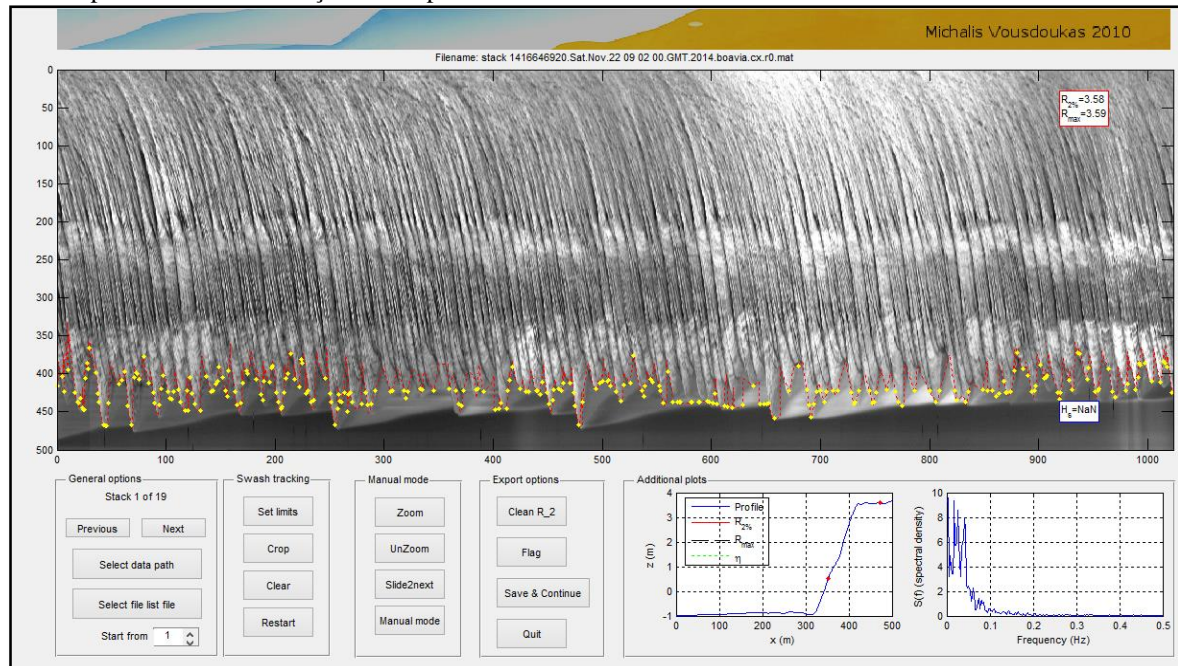 Michalis Vousdoukas 2010
Filename: stack 1416646920.Sat.Nov.22 09 02 00.GMT.2014.boavia.cx.r0.mat
0
50
100
150
200
250
300
350
400
450
500
R2%=3.58
Rmax=3.59
Hs=NaN
0 100 200 300 400 500 600 700 800 900 1000
General options
Stack 1 of 19
Previous Next
Select data path
Select file list file
Start from 1
Swash tracking
Set limits
Crop
Clear
Restart
Manual mode
Zoom
UnZoom
Slide2next
Manual mode
Export options
Clean R_2
Flag
Save & Continue
Quit
Additional plots
4
3
2
1
0
-1
z (m)
Profile
R2%
Rmax
η
0 100 200 300 400 500
x (m)
10
8
6
4
2
0
S(f) (spectral density)
0 0.1 0.2 0.3 0.4 0.5
Frequency (Hz)